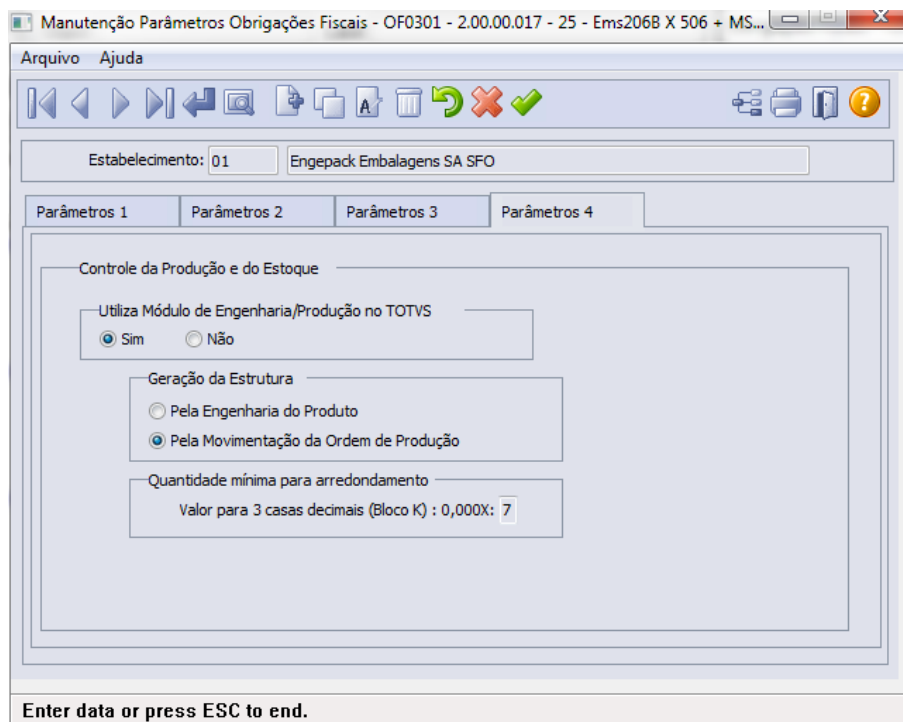 Manutenção Parâmetros Obrigações Fiscais - OF0301 - 2.00.00.017 - 25 - Ems206B X 506 + MS...
Arquivo Ajuda
Estabelecimento: 01 Engepack Embalagens SA SFO
Parâmetros 1 Parâmetros 2 Parâmetros 3 Parâmetros 4
Controle da Produção e do Estoque
Utiliza Módulo de Engenharia/Produção no TOTVS
Sim Não
Geração da Estrutura
Pela Engenharia do Produto
Pela Movimentação da Ordem de Produção
Quantidade mínima para arredondamento
Valor para 3 casas decimais (Bloco K) : 0,000X: 7
Enter data or press ESC to end.